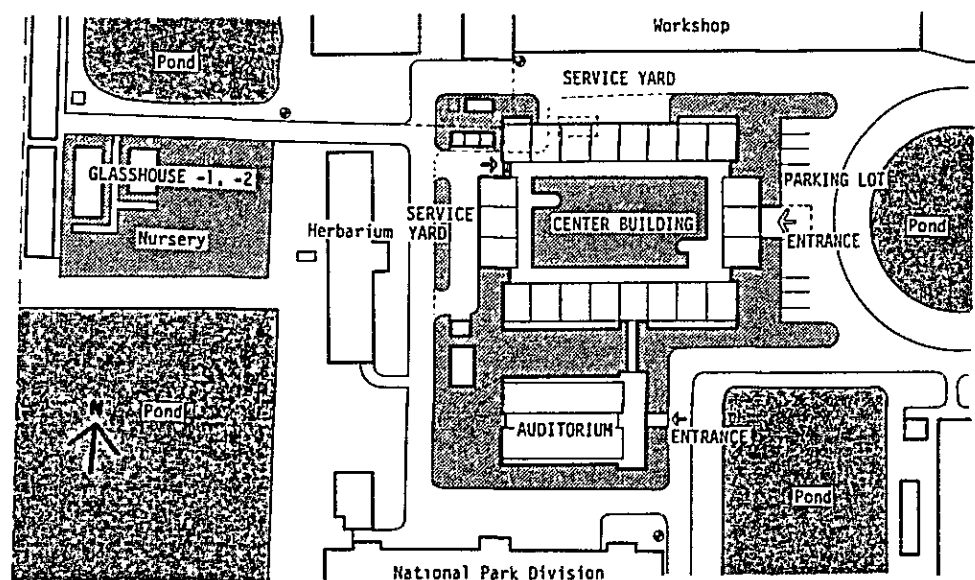 Workshop
Pond
SERVICE YARD
GLASSHOUSE -1, -2
PARKING LOTE
SERVICE
YARD
CENTER BUILDING
Herbarium
Nursery
ENTRANCE
Pond
N
Pond
AUDITORIUM
ENTRANCE
Pond
National Park Division